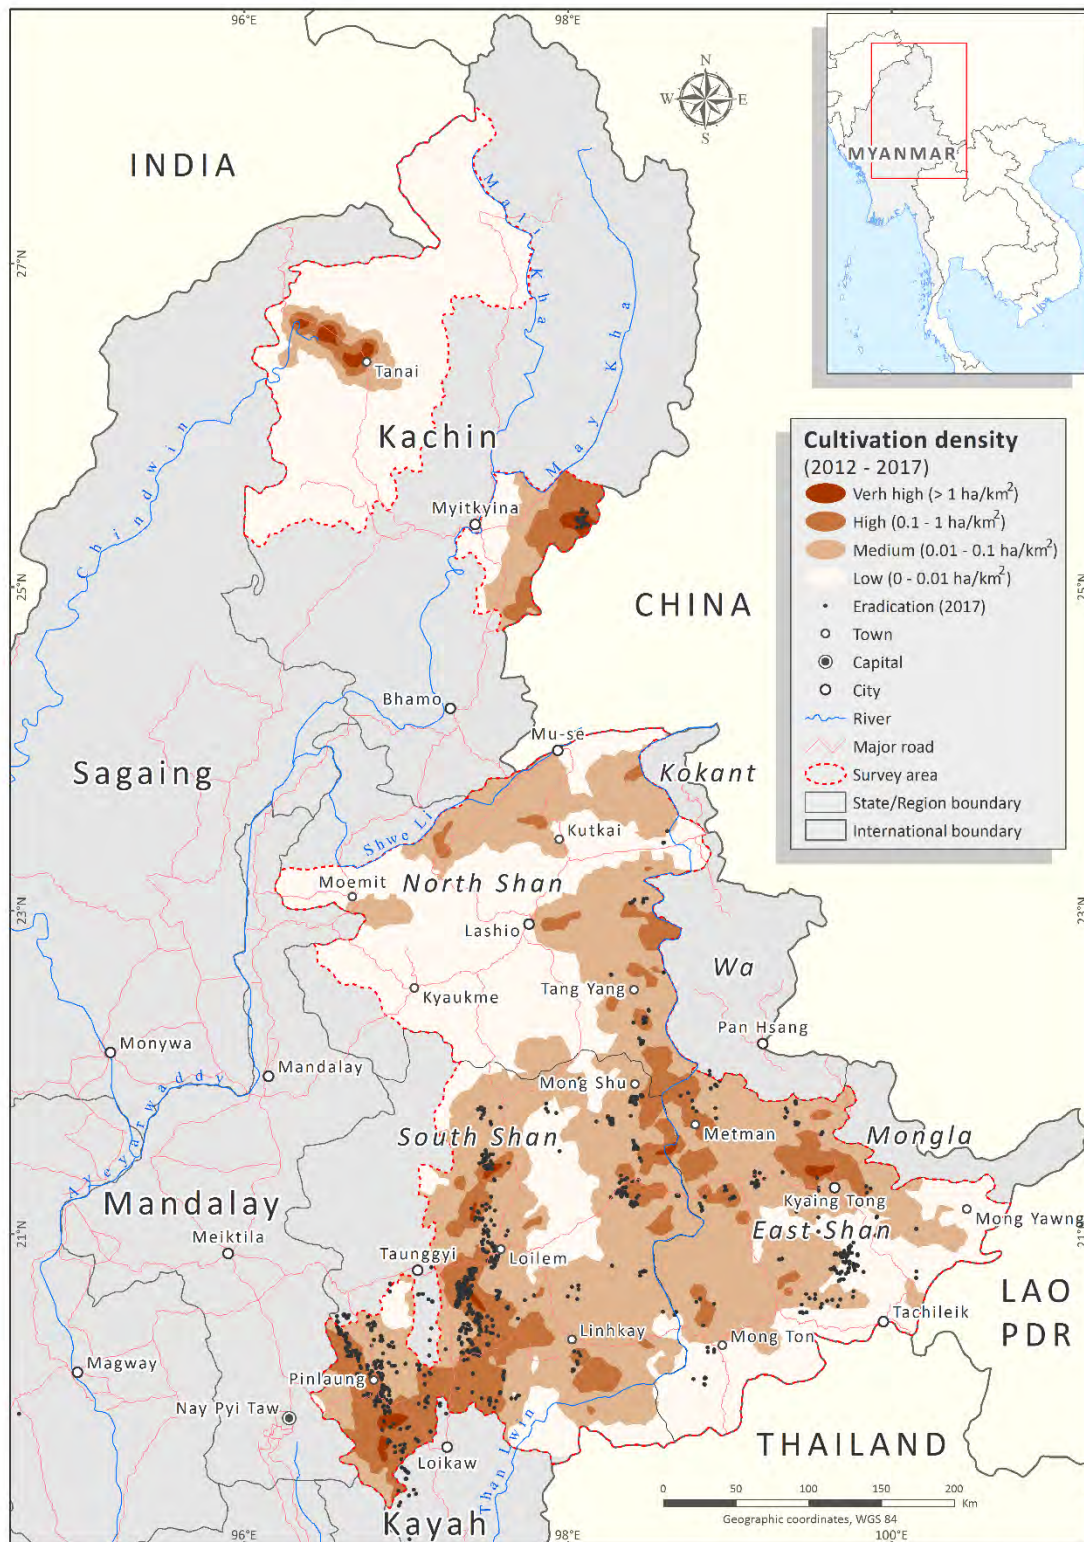 96°E
98°E
N
W
E
S
INDIA
MYANMAR
27°N
Mali Kha
May Kha
Tanai
Kachin
Chindwin
Myitkyina
25°N
25°N
CHINA
Cultivation density
(2012 - 2017)
Verh high (> 1 ha/km²)
High (0.1 - 1 ha/km²)
Medium (0.01 - 0.1 ha/km²)
Low (0 - 0.01 ha/km²)
Eradication (2017)
Town
Capital
City
River
Major road
Survey area
State/Region boundary
International boundary
Bhamo
Mu-se
Sagaing
Kokant
Shwe Li
Kutkai
Moemit
North Shan
23°N
23°N
Lashio
Wa
Kyaukme
Tang Yang
Pan Hsang
Monywa
Mandalay
Ayeyarwaddy
Mong Shu
South Shan
Metman
Mongla
Mandalay
Kyaing Tong
Mong Yawng
21°N
21°N
East Shan
Meiktila
Taunggyi
Loilem
LAO
PDR
Tachileik
Linhkay
Mong Ton
Magway
Pinlaung
Nay Pyi Taw
THAILAND
Loikaw
Than Lwin
Kayah
0
50
100
150
200
Km
Geographic coordinates, WGS 84
96°E
98°E
100°E